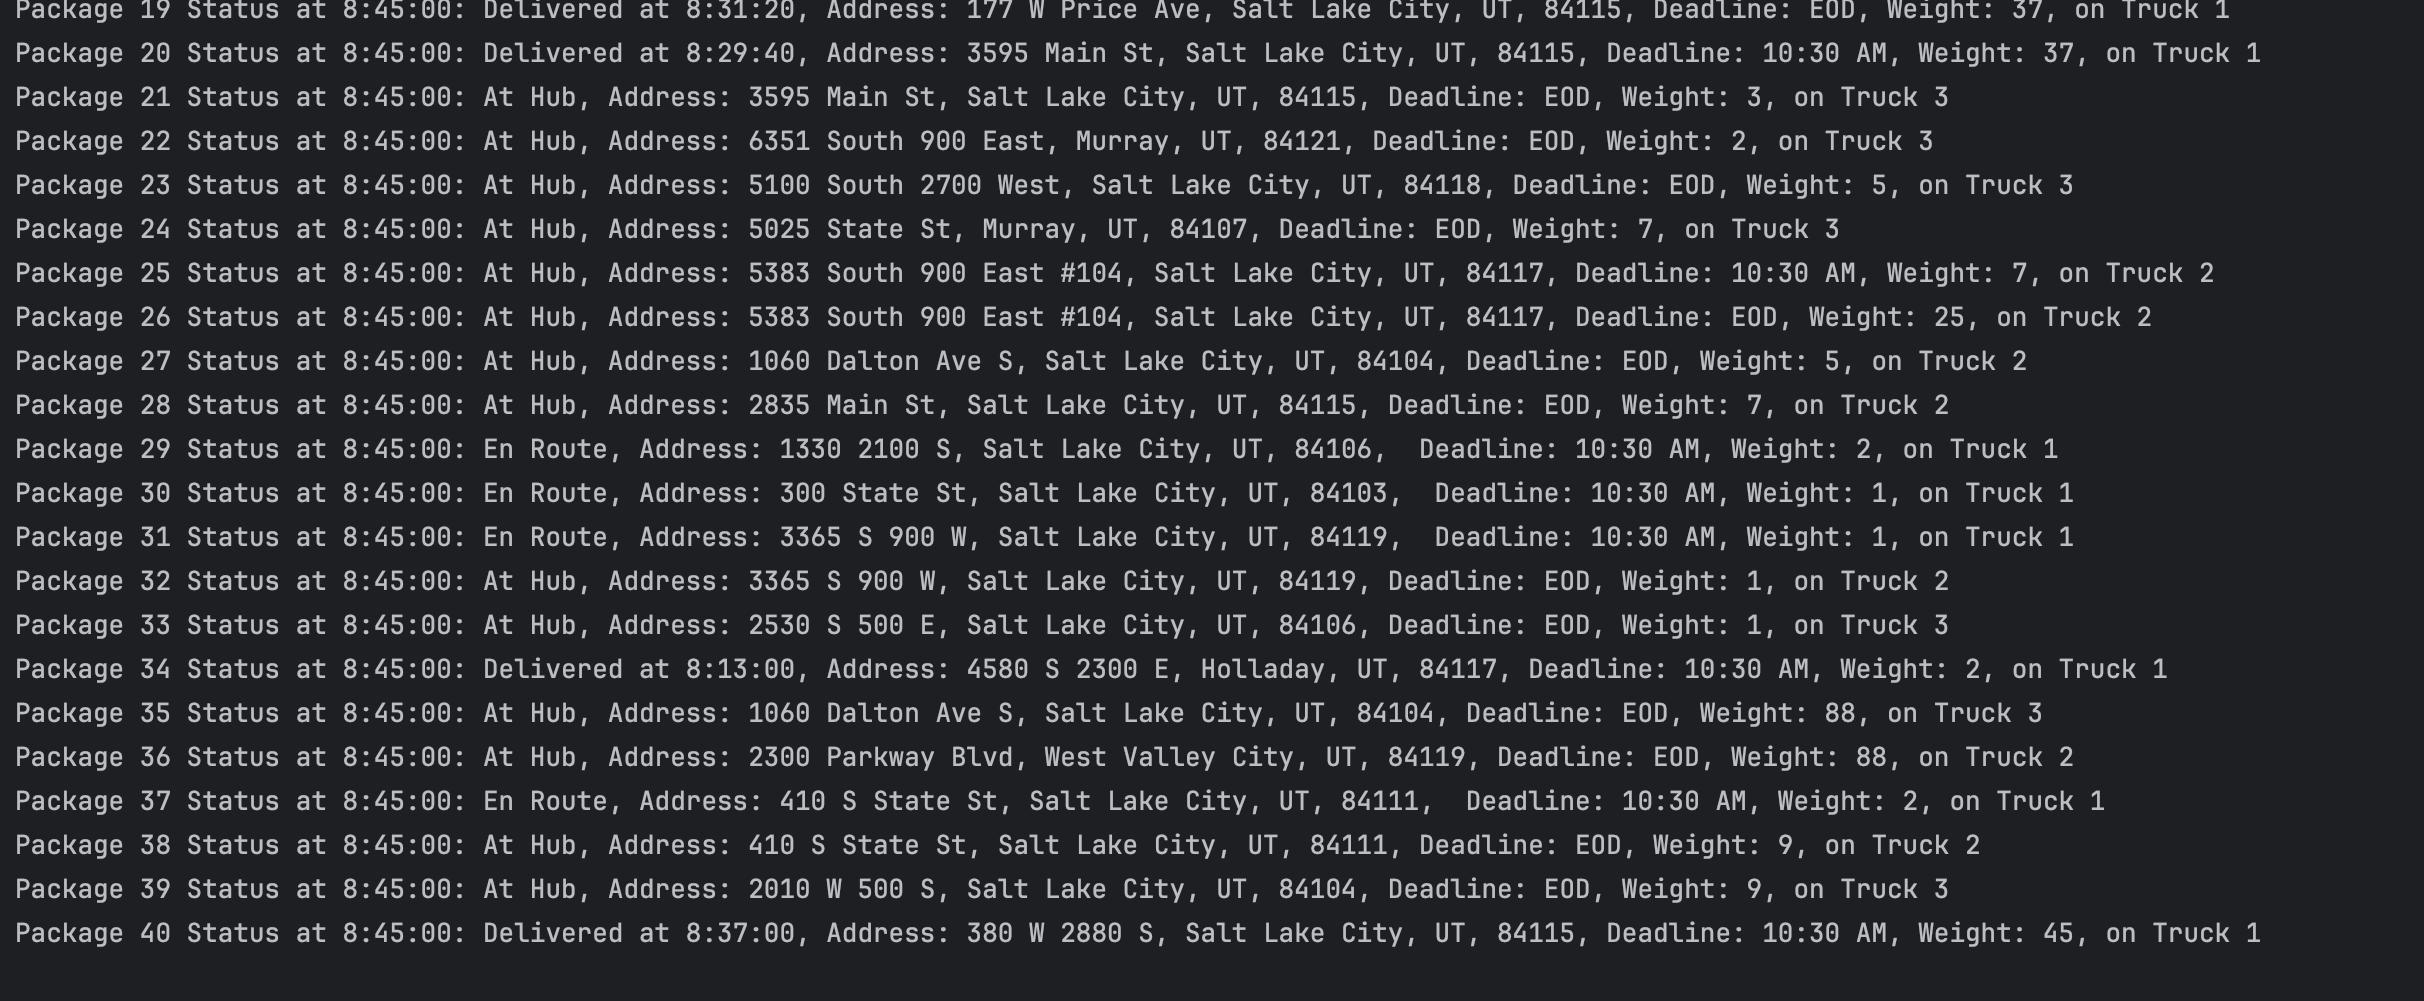 Package 19 Status at 8:45:00: Delivered at 8:31:20, Address: 177 W Price Ave, Salt Lake City, UT, 84115, Deadline: EOD, Weight: 37, on Truck 1
Package 20 Status at 8:45:00: Delivered at 8:29:40, Address: 3595 Main St, Salt Lake City, UT, 84115, Deadline: 10:30 AM, Weight: 37, on Truck 1
Package 21 Status at 8:45:00: At Hub, Address: 3595 Main St, Salt Lake City, UT, 84115, Deadline: EOD, Weight: 3, on Truck 3
Package 22 Status at 8:45:00: At Hub, Address: 6351 South 900 East, Murray, UT, 84121, Deadline: EOD, Weight: 2, on Truck 3
Package 23 Status at 8:45:00: At Hub, Address: 5100 South 2700 West, Salt Lake City, UT, 84118, Deadline: EOD, Weight: 5, on Truck 3
Package 24 Status at 8:45:00: At Hub, Address: 5025 State St, Murray, UT, 84107, Deadline: EOD, Weight: 7, on Truck 3
Package 25 Status at 8:45:00: At Hub, Address: 5383 South 900 East #104, Salt Lake City, UT, 84117, Deadline: 10:30 AM, Weight: 7, on Truck 2
Package 26 Status at 8:45:00: At Hub, Address: 5383 South 900 East #104, Salt Lake City, UT, 84117, Deadline: EOD, Weight: 25, on Truck 2
Package 27 Status at 8:45:00: At Hub, Address: 1060 Dalton Ave S, Salt Lake City, UT, 84104, Deadline: EOD, Weight: 5, on Truck 2
Package 28 Status at 8:45:00: At Hub, Address: 2835 Main St, Salt Lake City, UT, 84115, Deadline: EOD, Weight: 7, on Truck 2
Package 29 Status at 8:45:00: En Route, Address: 1330 2100 S, Salt Lake City, UT, 84106,  Deadline: 10:30 AM, Weight: 2, on Truck 1
Package 30 Status at 8:45:00: En Route, Address: 300 State St, Salt Lake City, UT, 84103,  Deadline: 10:30 AM, Weight: 1, on Truck 1
Package 31 Status at 8:45:00: En Route, Address: 3365 S 900 W, Salt Lake City, UT, 84119,  Deadline: 10:30 AM, Weight: 1, on Truck 1
Package 32 Status at 8:45:00: At Hub, Address: 3365 S 900 W, Salt Lake City, UT, 84119, Deadline: EOD, Weight: 1, on Truck 2
Package 33 Status at 8:45:00: At Hub, Address: 2530 S 500 E, Salt Lake City, UT, 84106, Deadline: EOD, Weight: 1, on Truck 3
Package 34 Status at 8:45:00: Delivered at 8:13:00, Address: 4580 S 2300 E, Holladay, UT, 84117, Deadline: 10:30 AM, Weight: 2, on Truck 1
Package 35 Status at 8:45:00: At Hub, Address: 1060 Dalton Ave S, Salt Lake City, UT, 84104, Deadline: EOD, Weight: 88, on Truck 3
Package 36 Status at 8:45:00: At Hub, Address: 2300 Parkway Blvd, West Valley City, UT, 84119, Deadline: EOD, Weight: 88, on Truck 2
Package 37 Status at 8:45:00: En Route, Address: 410 S State St, Salt Lake City, UT, 84111,  Deadline: 10:30 AM, Weight: 2, on Truck 1
Package 38 Status at 8:45:00: At Hub, Address: 410 S State St, Salt Lake City, UT, 84111, Deadline: EOD, Weight: 9, on Truck 2
Package 39 Status at 8:45:00: At Hub, Address: 2010 W 500 S, Salt Lake City, UT, 84104, Deadline: EOD, Weight: 9, on Truck 3
Package 40 Status at 8:45:00: Delivered at 8:37:00, Address: 380 W 2880 S, Salt Lake City, UT, 84115, Deadline: 10:30 AM, Weight: 45, on Truck 1